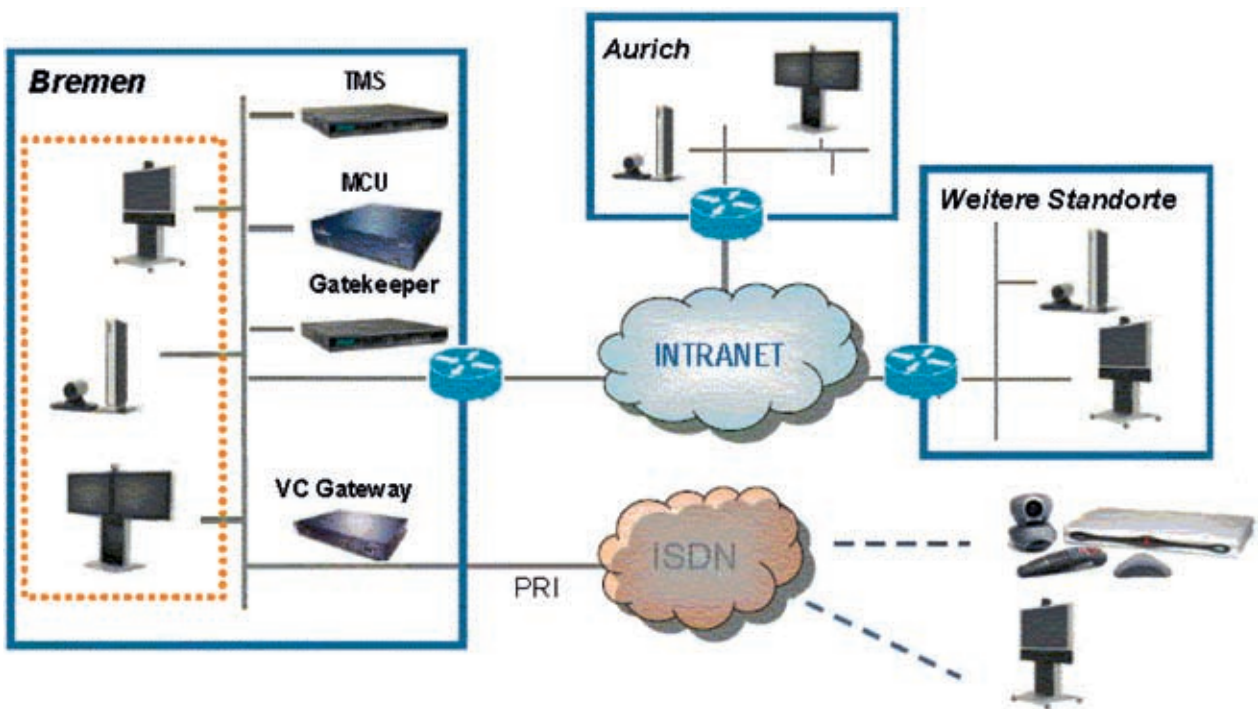 Bremen
TMS
MCU
Gatekeeper
VC Gateway
Aurich
Weitere Standorte
INTRANET
ISDN
PRI